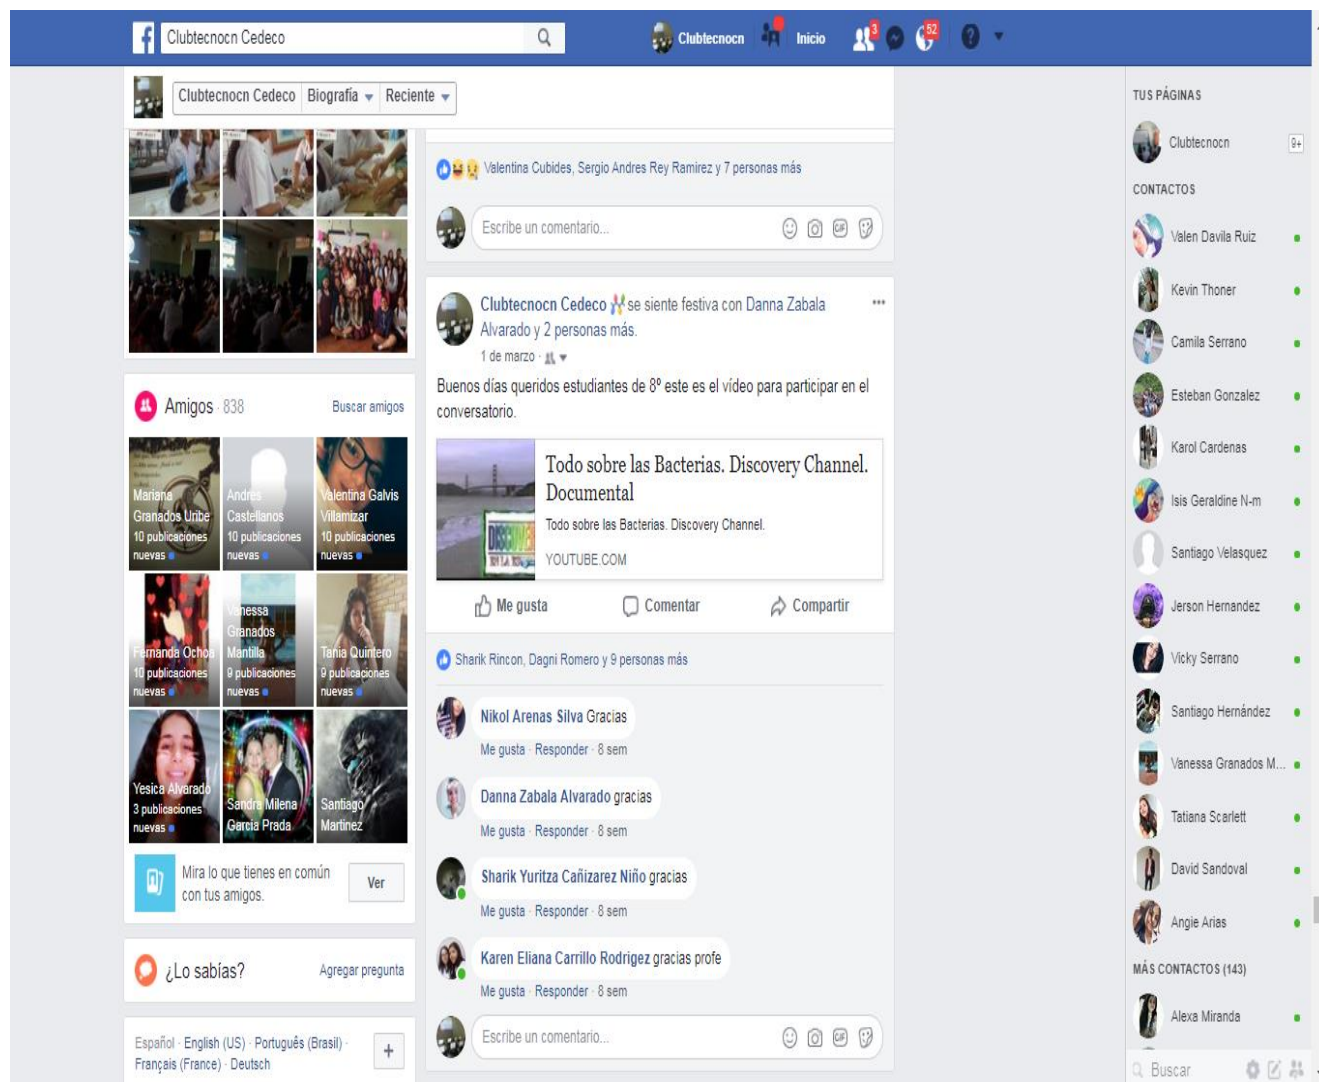 Clubtecnocn Cedeco
Clubtecnocn
Inicio
3
52
Clubtecnocn Cedeco
Biografía
Reciente
Valentina Cubides, Sergio Andres Rey Ramirez y 7 personas más
Escribe un comentario...
GIF
Clubtecnocn Cedeco se siente festiva con Danna Zabala
Alvarado y 2 personas más.
1 de marzo ·
Buenos días queridos estudiantes de 8º este es el vídeo para participar en el
conversatorio.
Todo sobre las Bacterias. Discovery Channel.
Documental
Todo sobre las Bacterias. Discovery Channel.
YOUTUBE.COM
Me gusta
Comentar
Compartir
Sharik Rincon, Dagni Romero y 9 personas más
Nikol Arenas Silva Gracias
Me gusta · Responder · 8 sem
Danna Zabala Alvarado gracias
Me gusta · Responder · 8 sem
Sharik Yuritza Cañizarez Niño gracias
Me gusta · Responder · 8 sem
Karen Eliana Carrillo Rodrigez gracias profe
Me gusta · Responder · 8 sem
Escribe un comentario...
GIF
Amigos · 838
Buscar amigos
Mariana
Granados Uribe
10 publicaciones
nuevas
Andres
Castellanos
10 publicaciones
nuevas
Valentina Galvis
Villamizar
10 publicaciones
nuevas
Fernanda Ochoa
10 publicaciones
nuevas
Vanessa
Granados
Mantilla
9 publicaciones
nuevas
Tania Quintero
9 publicaciones
nuevas
Yesica Alvarado
3 publicaciones
nuevas
Sandra Milena
Garcia Prada
Santiago
Martinez
Mira lo que tienes en común
con tus amigos.
Ver
¿Lo sabías?
Agregar pregunta
Español · English (US) · Português (Brasil) ·
Français (France) · Deutsch
+
TUS PÁGINAS
Clubtecnocn
9+
CONTACTOS
Valen Davila Ruiz
Kevin Thoner
Camila Serrano
Esteban Gonzalez
Karol Cardenas
Isis Geraldine N-m
Santiago Velasquez
Jerson Hernandez
Vicky Serrano
Santiago Hernández
Vanessa Granados M...
Tatiana Scarlett
David Sandoval
Angie Arias
MÁS CONTACTOS (143)
Alexa Miranda
Buscar